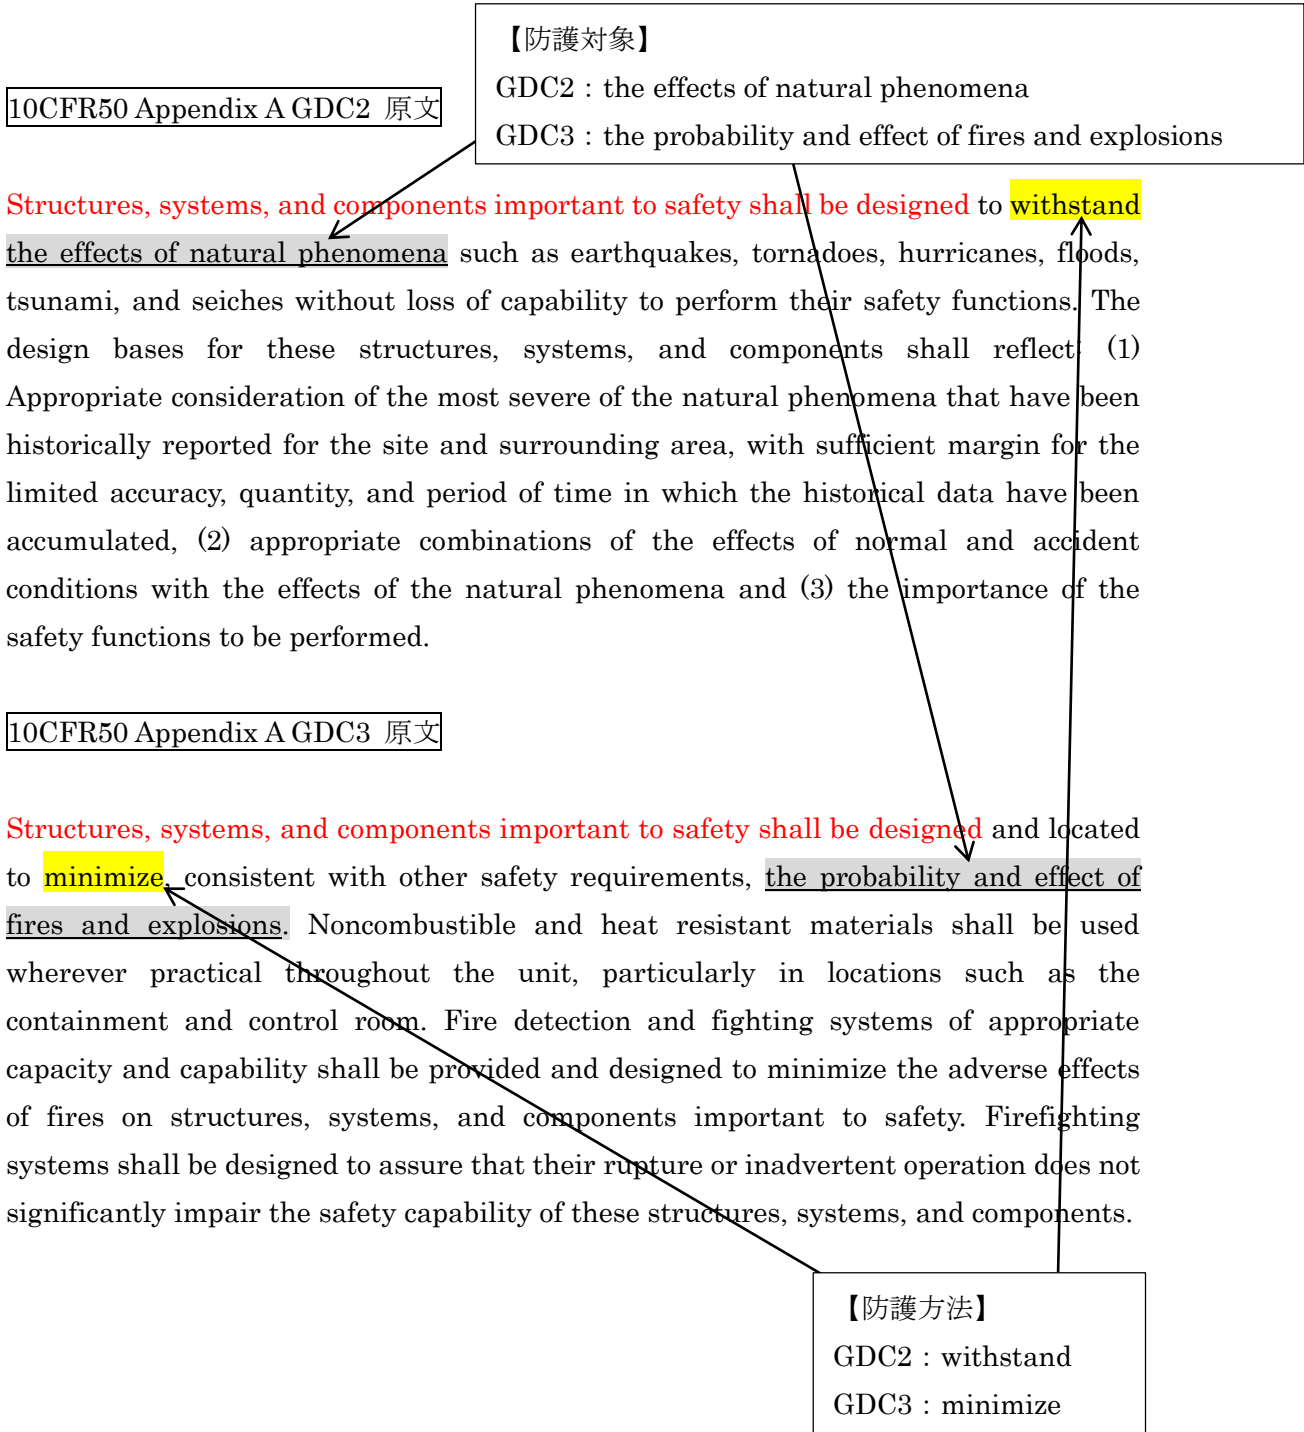 【防護対象】
GDC2：the effects of natural phenomena
GDC3：the probability and effect of fires and explosions
10CFR50 Appendix A GDC2 原文
Structures, systems, and components important to safety shall be designed to withstand
the effects of natural phenomena such as earthquakes, tornadoes, hurricanes, floods,
tsunami, and seiches without loss of capability to perform their safety functions. The
design bases for these structures, systems, and components shall reflect: (1)
Appropriate consideration of the most severe of the natural phenomena that have been
historically reported for the site and surrounding area, with sufficient margin for the
limited accuracy, quantity, and period of time in which the historical data have been
accumulated, (2) appropriate combinations of the effects of normal and accident
conditions with the effects of the natural phenomena and (3) the importance of the
safety functions to be performed.
10CFR50 Appendix A GDC3 原文
Structures, systems, and components important to safety shall be designed and located
to minimize, consistent with other safety requirements, the probability and effect of
fires and explosions. Noncombustible and heat resistant materials shall be used
wherever practical throughout the unit, particularly in locations such as the
containment and control room. Fire detection and fighting systems of appropriate
capacity and capability shall be provided and designed to minimize the adverse effects
of fires on structures, systems, and components important to safety. Firefighting
systems shall be designed to assure that their rupture or inadvertent operation does not
significantly impair the safety capability of these structures, systems, and components.
【防護方法】
GDC2：withstand
GDC3：minimize